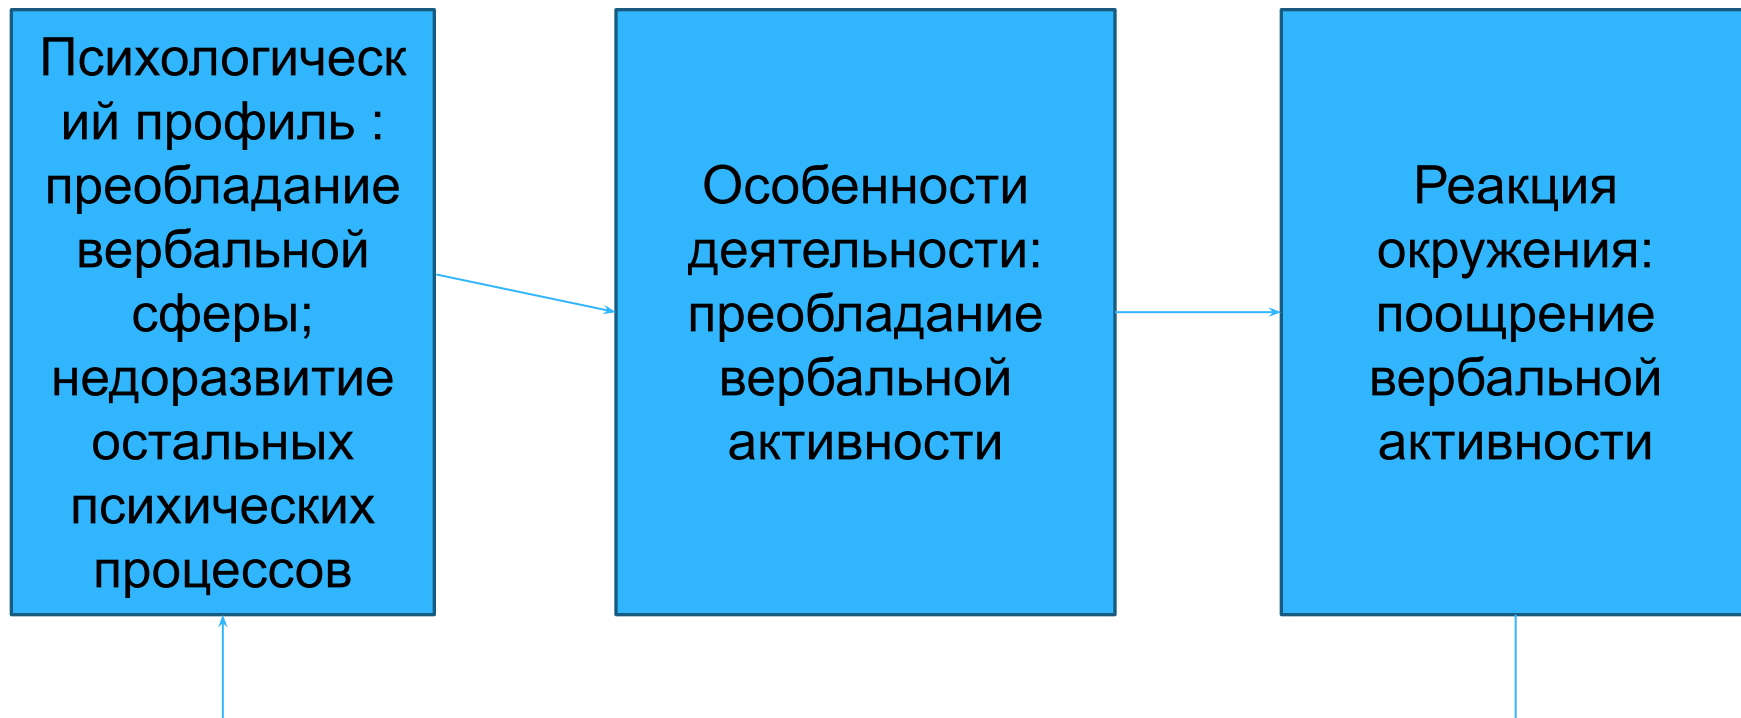 Психологическ
ий профиль :
преобладание
вербальной
сферы;
недоразвитие
остальных
психических
процессов
Особенности
деятельности:
преобладание
вербальной
активности
Реакция
окружения:
поощрение
вербальной
активности